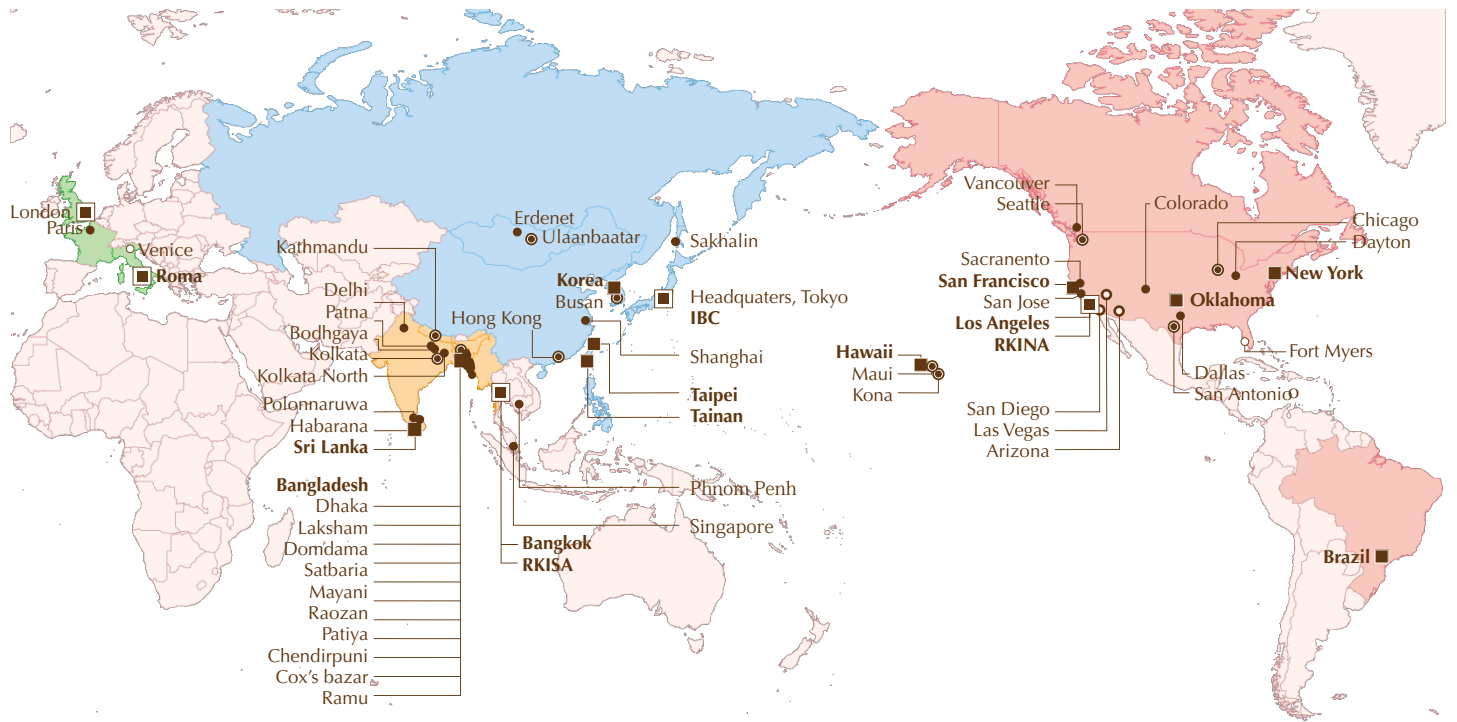 London
Paris
Venice
Roma
Kathmandu
Delhi
Patna
Bodhgaya
Kolkata
Kolkata North
Polonnaruwa
Habarana
Sri Lanka
Bangladesh
Dhaka
Laksham
Domdama
Satbaria
Mayani
Raozan
Patiya
Chendirpuni
Cox's bazar
Ramu
Erdenet
Ulaanbaatar
Sakhalin
Korea
Busan
Hong Kong
Headquaters, Tokyo
IBC
Shanghai
Taipei
Tainan
Phnom Penh
Singapore
Bangkok
RKISA
Hawaii
Maui
Kona
Vancouver
Seattle
Sacranento
San Francisco
San Jose
Los Angeles
RKINA
San Diego
Las Vegas
Arizona
Colorado
Chicago
Dayton
New York
Oklahoma
Fort Myers
Dallas
San Antonio
Brazil